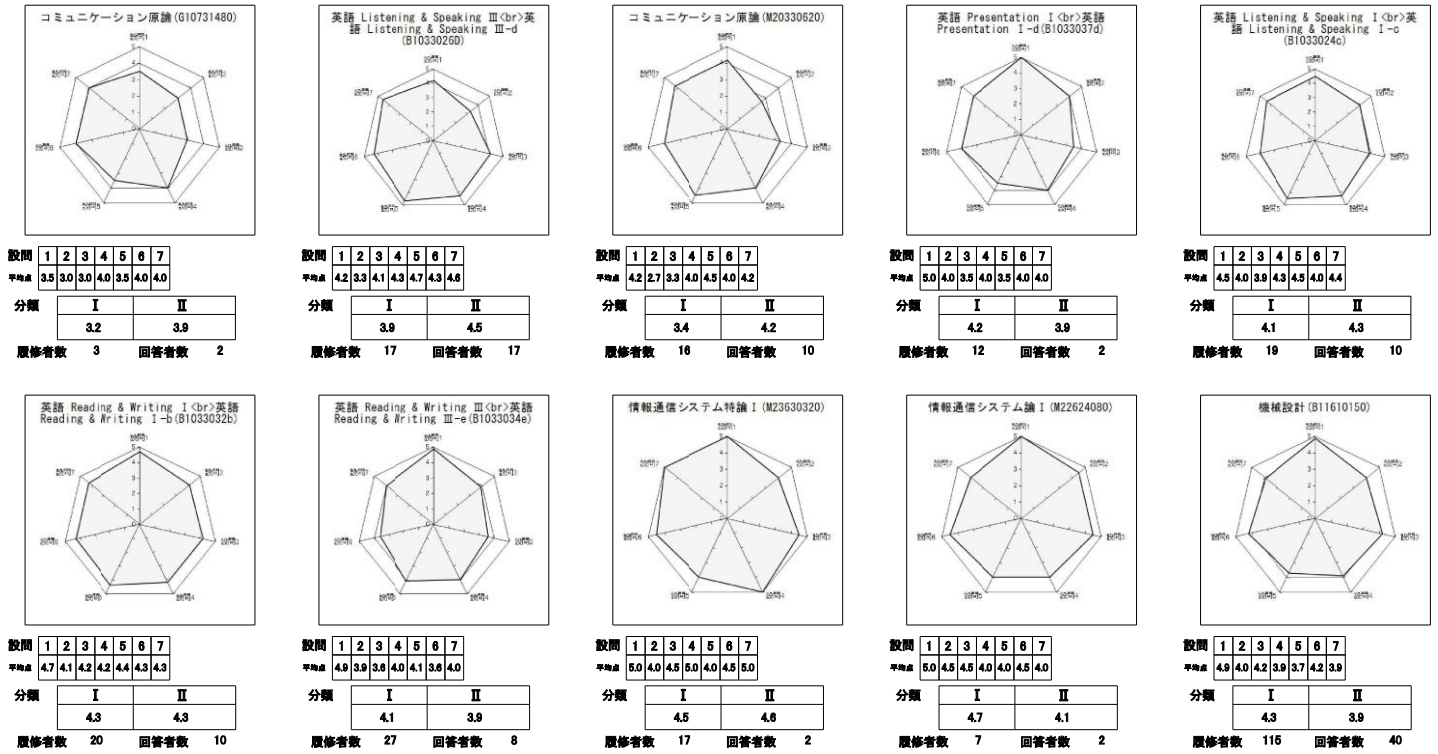 コミュニケーション原論(G10731480)
設問 1 2 3 4 5 6 7
平均点 3.5 3.0 3.0 4.0 3.5 4.0 4.0
分類 Ⅰ Ⅱ
3.2 3.9
履修者数 3 回答者数 2
英語 Listening & Speaking Ⅲ<br>英
語 Listening & Speaking Ⅲ-d
(B1033026D)
設問 1 2 3 4 5 6 7
平均点 4.2 3.3 4.1 4.3 4.7 4.3 4.6
分類 Ⅰ Ⅱ
3.9 4.5
履修者数 17 回答者数 17
コミュニケーション原論(M20330620)
設問 1 2 3 4 5 6 7
平均点 4.2 2.7 3.3 4.0 4.5 4.0 4.2
分類 Ⅰ Ⅱ
3.4 4.2
履修者数 16 回答者数 10
英語 Presentation Ⅰ<br>英語
Presentation Ⅰ-d(B1033037d)
設問 1 2 3 4 5 6 7
平均点 5.0 4.0 3.5 4.0 3.5 4.0 4.0
分類 Ⅰ Ⅱ
4.2 3.9
履修者数 12 回答者数 2
英語 Listening & Speaking Ⅰ<br>英
語 Listening & Speaking Ⅰ-c
(B1033024c)
設問 1 2 3 4 5 6 7
平均点 4.5 4.0 3.9 4.3 4.5 4.0 4.4
分類 Ⅰ Ⅱ
4.1 4.3
履修者数 19 回答者数 10
英語 Reading & Writing Ⅰ<br>英語
Reading & Writing Ⅰ-b(B1033032b)
設問 1 2 3 4 5 6 7
平均点 4.7 4.1 4.2 4.2 4.4 4.3 4.3
分類 Ⅰ Ⅱ
4.3 4.3
履修者数 20 回答者数 10
英語 Reading & Writing Ⅲ<br>英語
Reading & Writing Ⅲ-e(B1033034e)
設問 1 2 3 4 5 6 7
平均点 4.9 3.9 3.6 4.0 4.1 3.6 4.0
分類 Ⅰ Ⅱ
4.1 3.9
履修者数 27 回答者数 8
情報通信システム特論Ⅰ(M23630320)
設問 1 2 3 4 5 6 7
平均点 5.0 4.0 4.5 5.0 4.0 4.5 5.0
分類 Ⅰ Ⅱ
4.5 4.6
履修者数 17 回答者数 2
情報通信システム論Ⅰ(M22624080)
設問 1 2 3 4 5 6 7
平均点 5.0 4.5 4.5 4.0 4.0 4.5 4.0
分類 Ⅰ Ⅱ
4.7 4.1
履修者数 7 回答者数 2
機械設計(B11610150)
設問 1 2 3 4 5 6 7
平均点 4.9 4.0 4.2 3.9 3.7 4.2 3.9
分類 Ⅰ Ⅱ
4.3 3.9
履修者数 115 回答者数 40